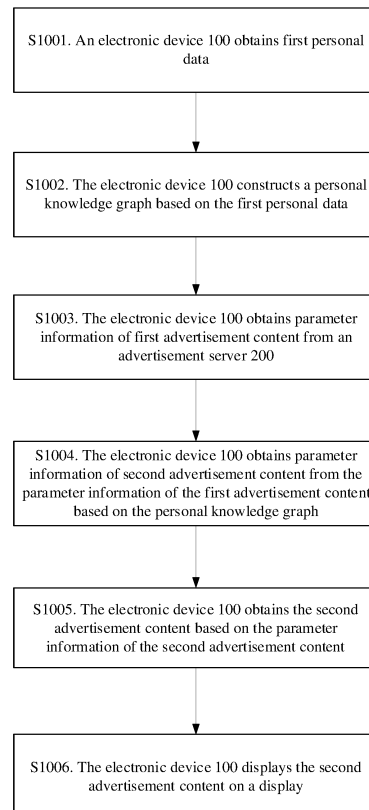 S1001. An electronic device 100 obtains first personal
data
S1002. The electronic device 100 constructs a personal
knowledge graph based on the first personal data
S1003. The electronic device 100 obtains parameter
information of first advertisement content from an
advertisement server 200
S1004. The electronic device 100 obtains parameter
information of second advertisement content from the
parameter information of the first advertisement content
based on the personal knowledge graph
S1005. The electronic device 100 obtains the second
advertisement content based on the parameter
information of the second advertisement content
S1006. The electronic device 100 displays the second
advertisement content on a display